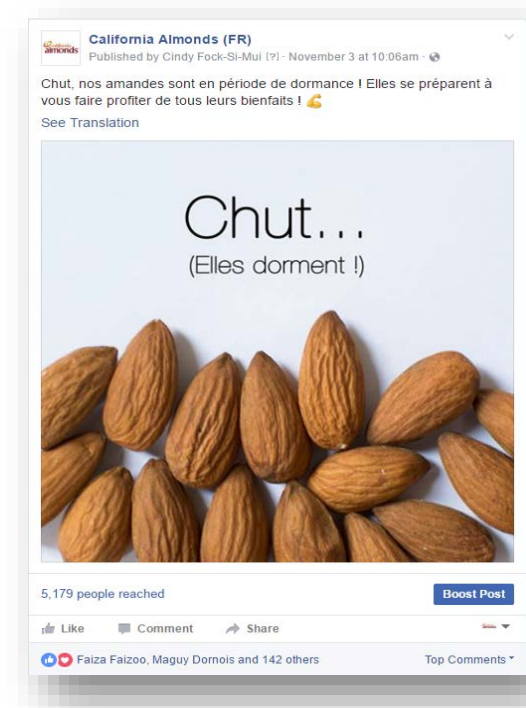 California almonds
California Almonds (FR)
Published by Cindy Fock-Si-Mui [?] · November 3 at 10:06am ·
Chut, nos amandes sont en période de dormance ! Elles se préparent à
vous faire profiter de tous leurs bienfaits ! 💪
See Translation
Chut...
(Elles dorment !)
5,179 people reached
Boost Post
Like Comment Share
Faiza Faizoo, Maguy Dornois and 142 others
Top Comments